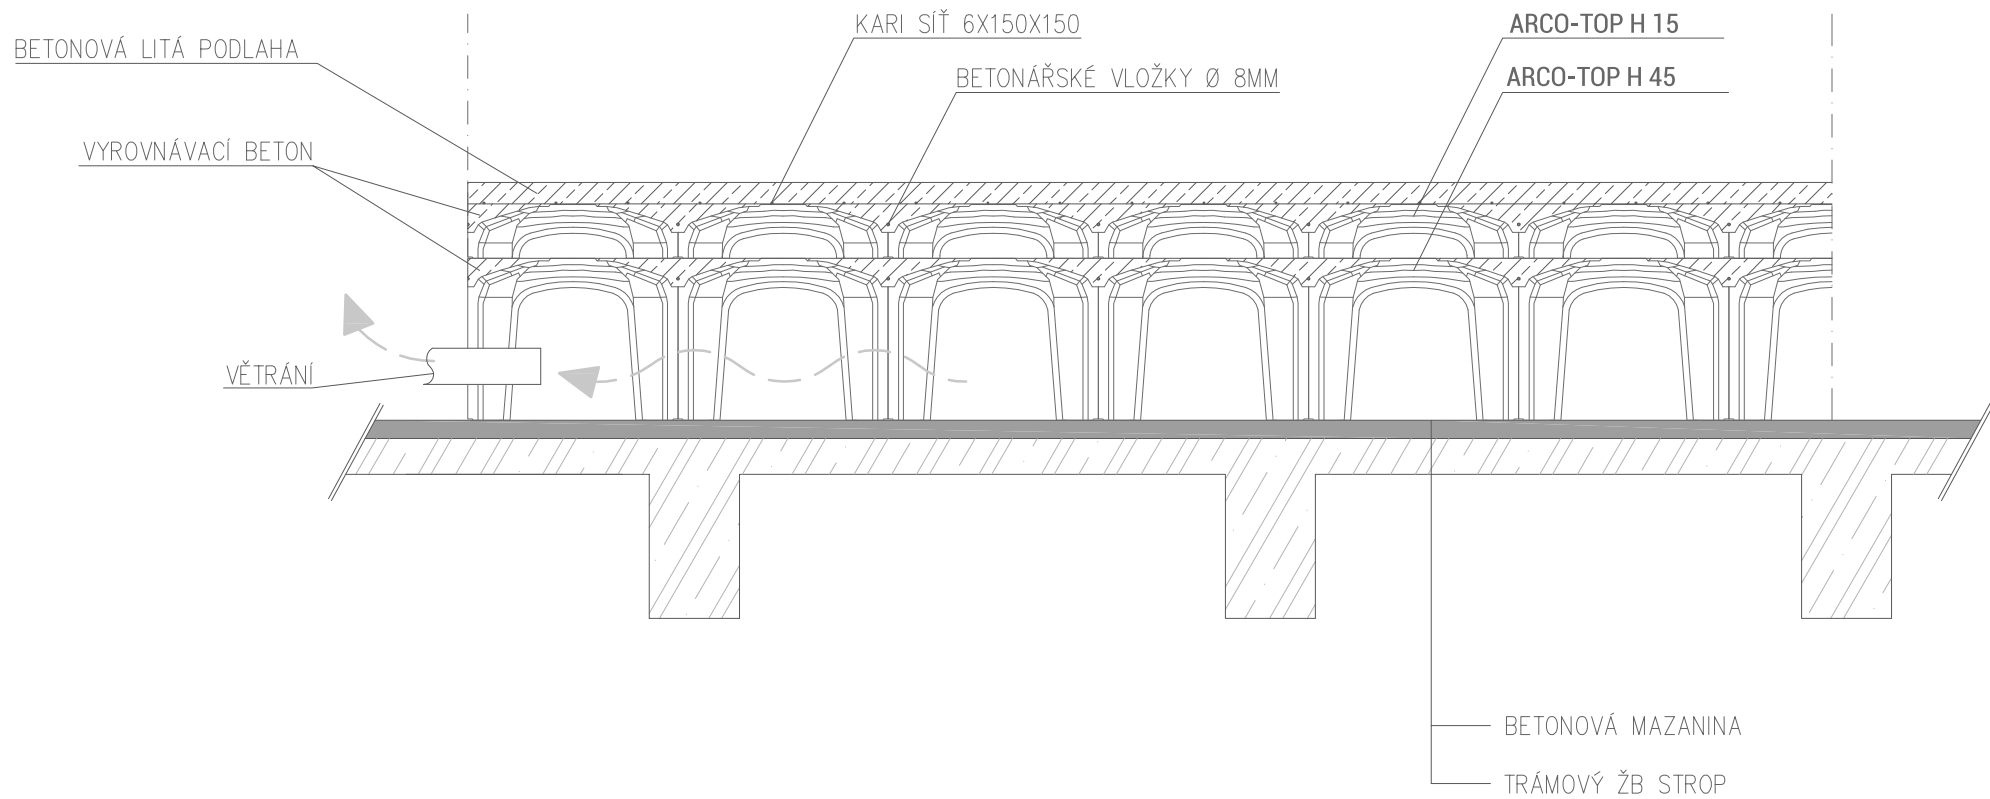 KARI SÍŤ 6X150X150
ARCO-TOP H 15
BETONOVÁ LITÁ PODLAHA
BETONÁŘSKÉ VLOŽKY Ø 8MM
ARCO-TOP H 45
VYROVNÁVACÍ BETON
VĚTRÁNÍ
BETONOVÁ MAZANINA
TRÁMOVÝ ŽB STROP